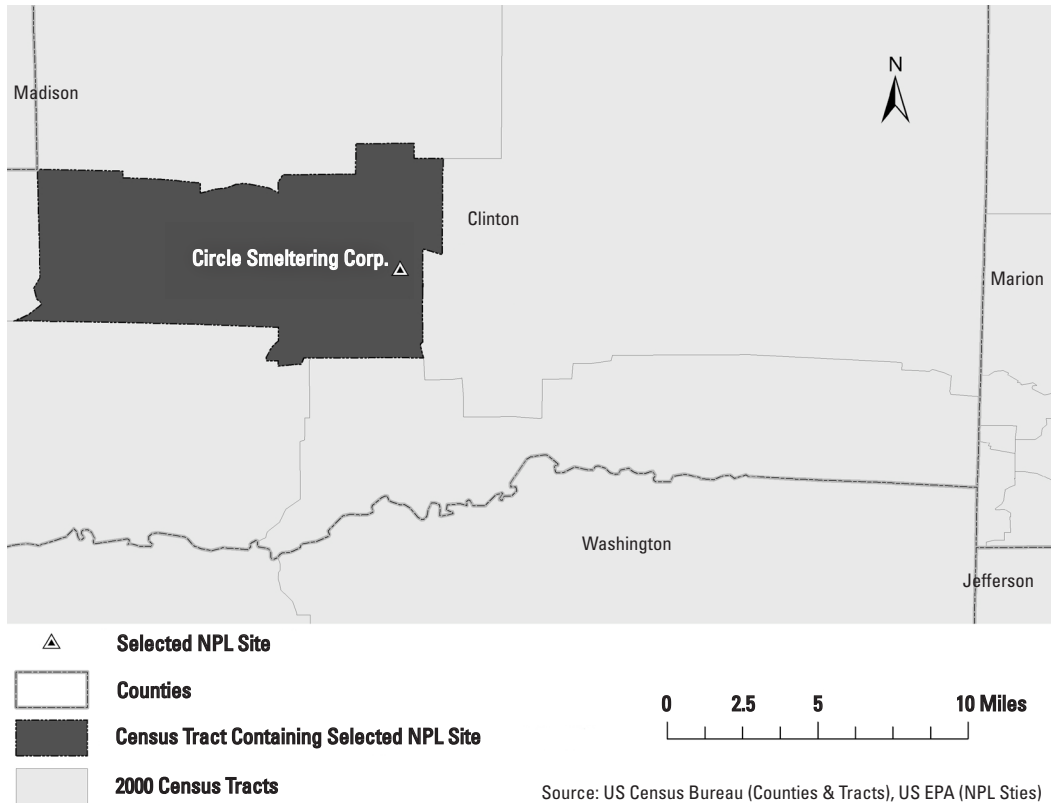 N
Madison
Clinton
Circle Smeltering Corp.
Marion
Washington
Jefferson
Selected NPL Site
Counties
0 2.5 5 10 Miles
Census Tract Containing Selected NPL Site
2000 Census Tracts
Source: US Census Bureau (Counties & Tracts), US EPA (NPL Sties)